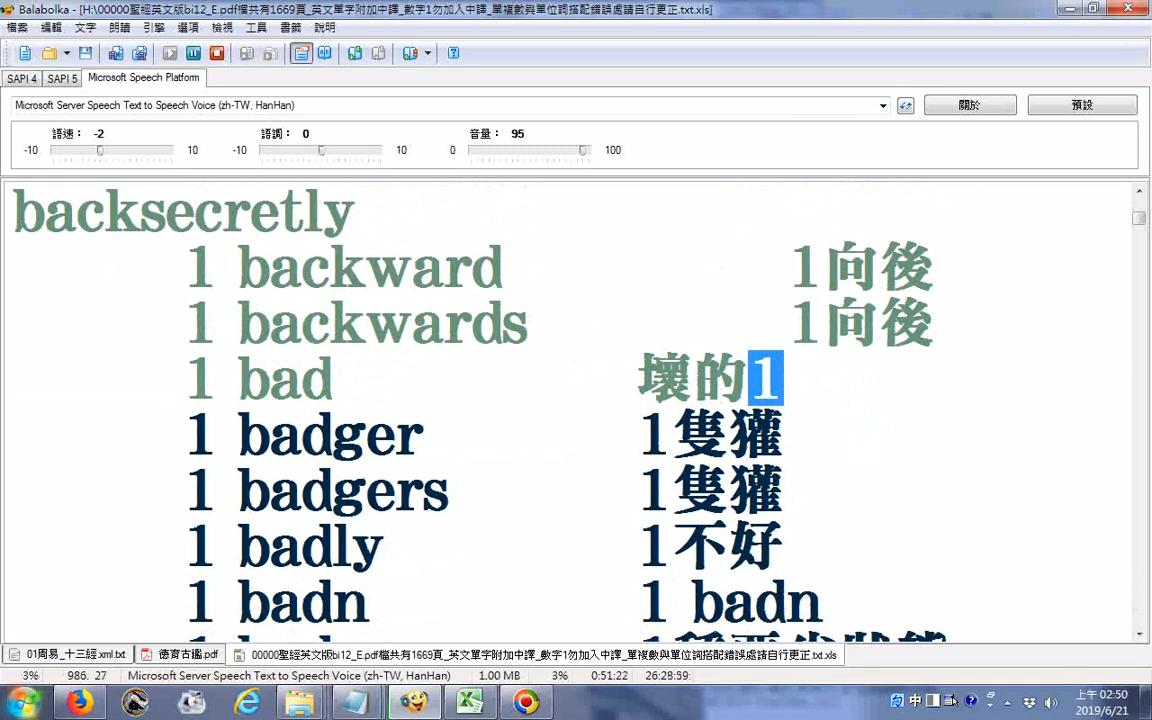 Balabolka - [H:\00000聖經英文版bi12_E.pdf檔共有1669頁_英文單字附加中譯_數字1勿加入中譯_單複數與單位詞搭配錯誤處請自行更正.txt.xls]
檔案 編輯 文字 朗讀 引擎 選項 檢視 工具 書籤 說明
SAPI 4 SAPI 5 Microsoft Speech Platform
Microsoft Server Speech Text to Speech Voice (zh-TW, HanHan) 關於 預設
語速： -2 語調： 0 音量： 95
-10 10 -10 10 0 100
backsecretly
1 backward 1向後
1 backwards 1向後
1 bad 壞的1
1 badger 1隻獾
1 badgers 1隻獾
1 badly 1不好
1 badn 1 badn
01周易_十三經.xml.txt 德育古鑑.pdf 00000聖經英文版bi12_E.pdf檔共有1669頁_英文單字附加中譯_數字1勿加入中譯_單複數與單位詞搭配錯誤處請自行更正.txt.xls
3% 986. 27 Microsoft Server Speech Text to Speech Voice (zh-TW, HanHan) 1.00 MB 3% 0:51:22 26:28:59
中 上午 02:50
2019/6/21